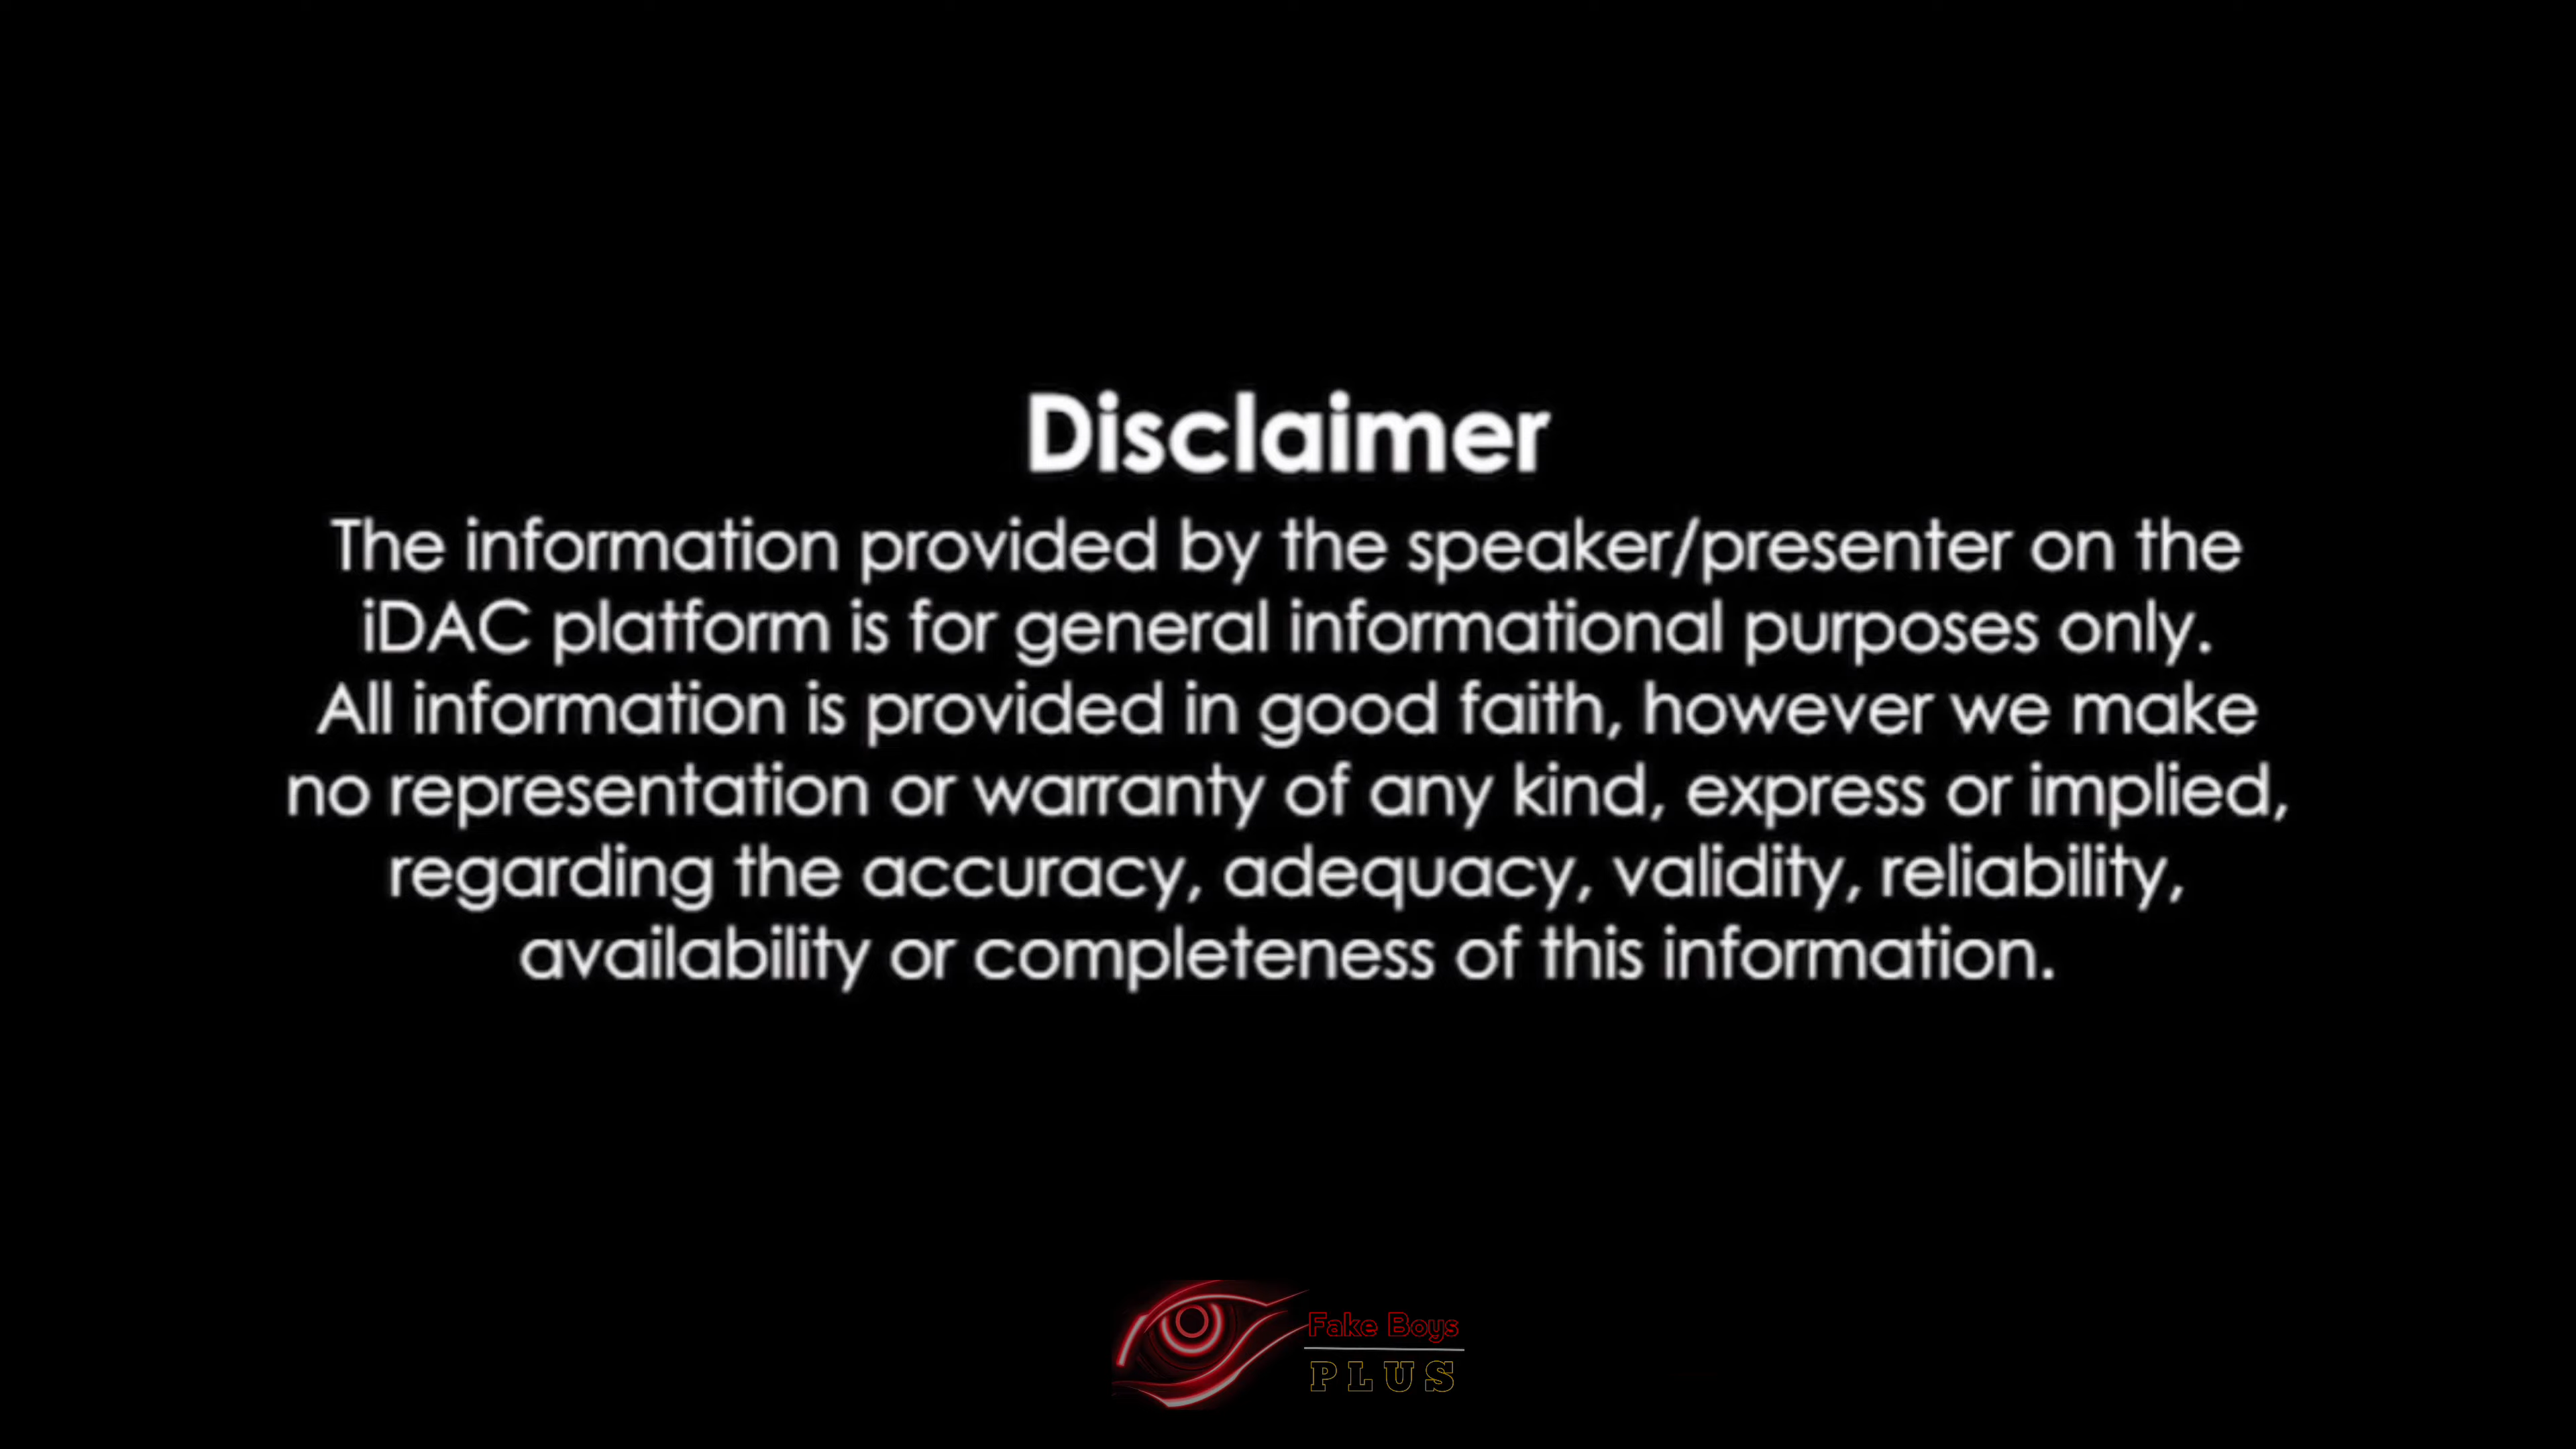 Disclaimer
The information provided by the speaker/presenter on the
iDAC platform is for general informational purposes only.
All information is provided in good faith, however we make
no representation or warranty of any kind, express or implied,
regarding the accuracy, adequacy, validity, reliability,
availability or completeness of this information.
Fake Boys
PLUS